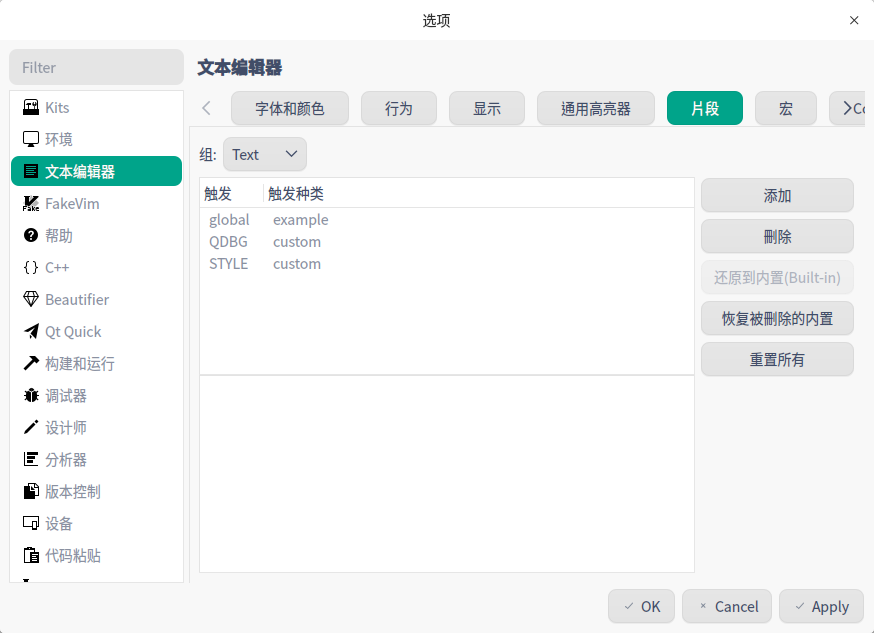 选项
Filter
Kits
环境
文本编辑器
FakeVim
帮助
C++
Beautifier
Qt Quick
构建和运行
调试器
设计师
分析器
版本控制
设备
代码粘贴
文本编辑器
字体和颜色 行为 显示 通用高亮器 片段 宏
组: Text
触发 触发种类
global example
QDBG custom
STYLE custom
添加
删除
还原到内置(Built-in)
恢复被删除的内置
重置所有
OK Cancel Apply